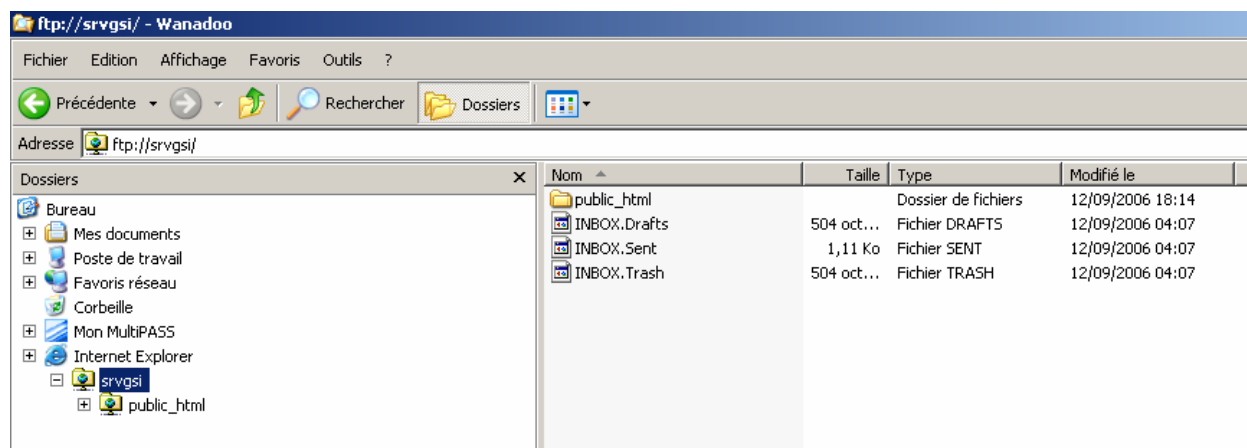 ftp://srvgsi/ - Wanadoo
Fichier Edition Affichage Favoris Outils ?
Précédente Rechercher Dossiers
Adresse ftp://srvgsi/
Dossiers x
Bureau
Mes documents
Poste de travail
Favoris réseau
Corbeille
Mon MultiPASS
Internet Explorer
srvgsi
public_html
Nom Taille Type Modifié le
public_html Dossier de fichiers 12/09/2006 18:14
INBOX.Drafts 504 oct... Fichier DRAFTS 12/09/2006 04:07
INBOX.Sent 1,11 Ko Fichier SENT 12/09/2006 04:07
INBOX.Trash 504 oct... Fichier TRASH 12/09/2006 04:07